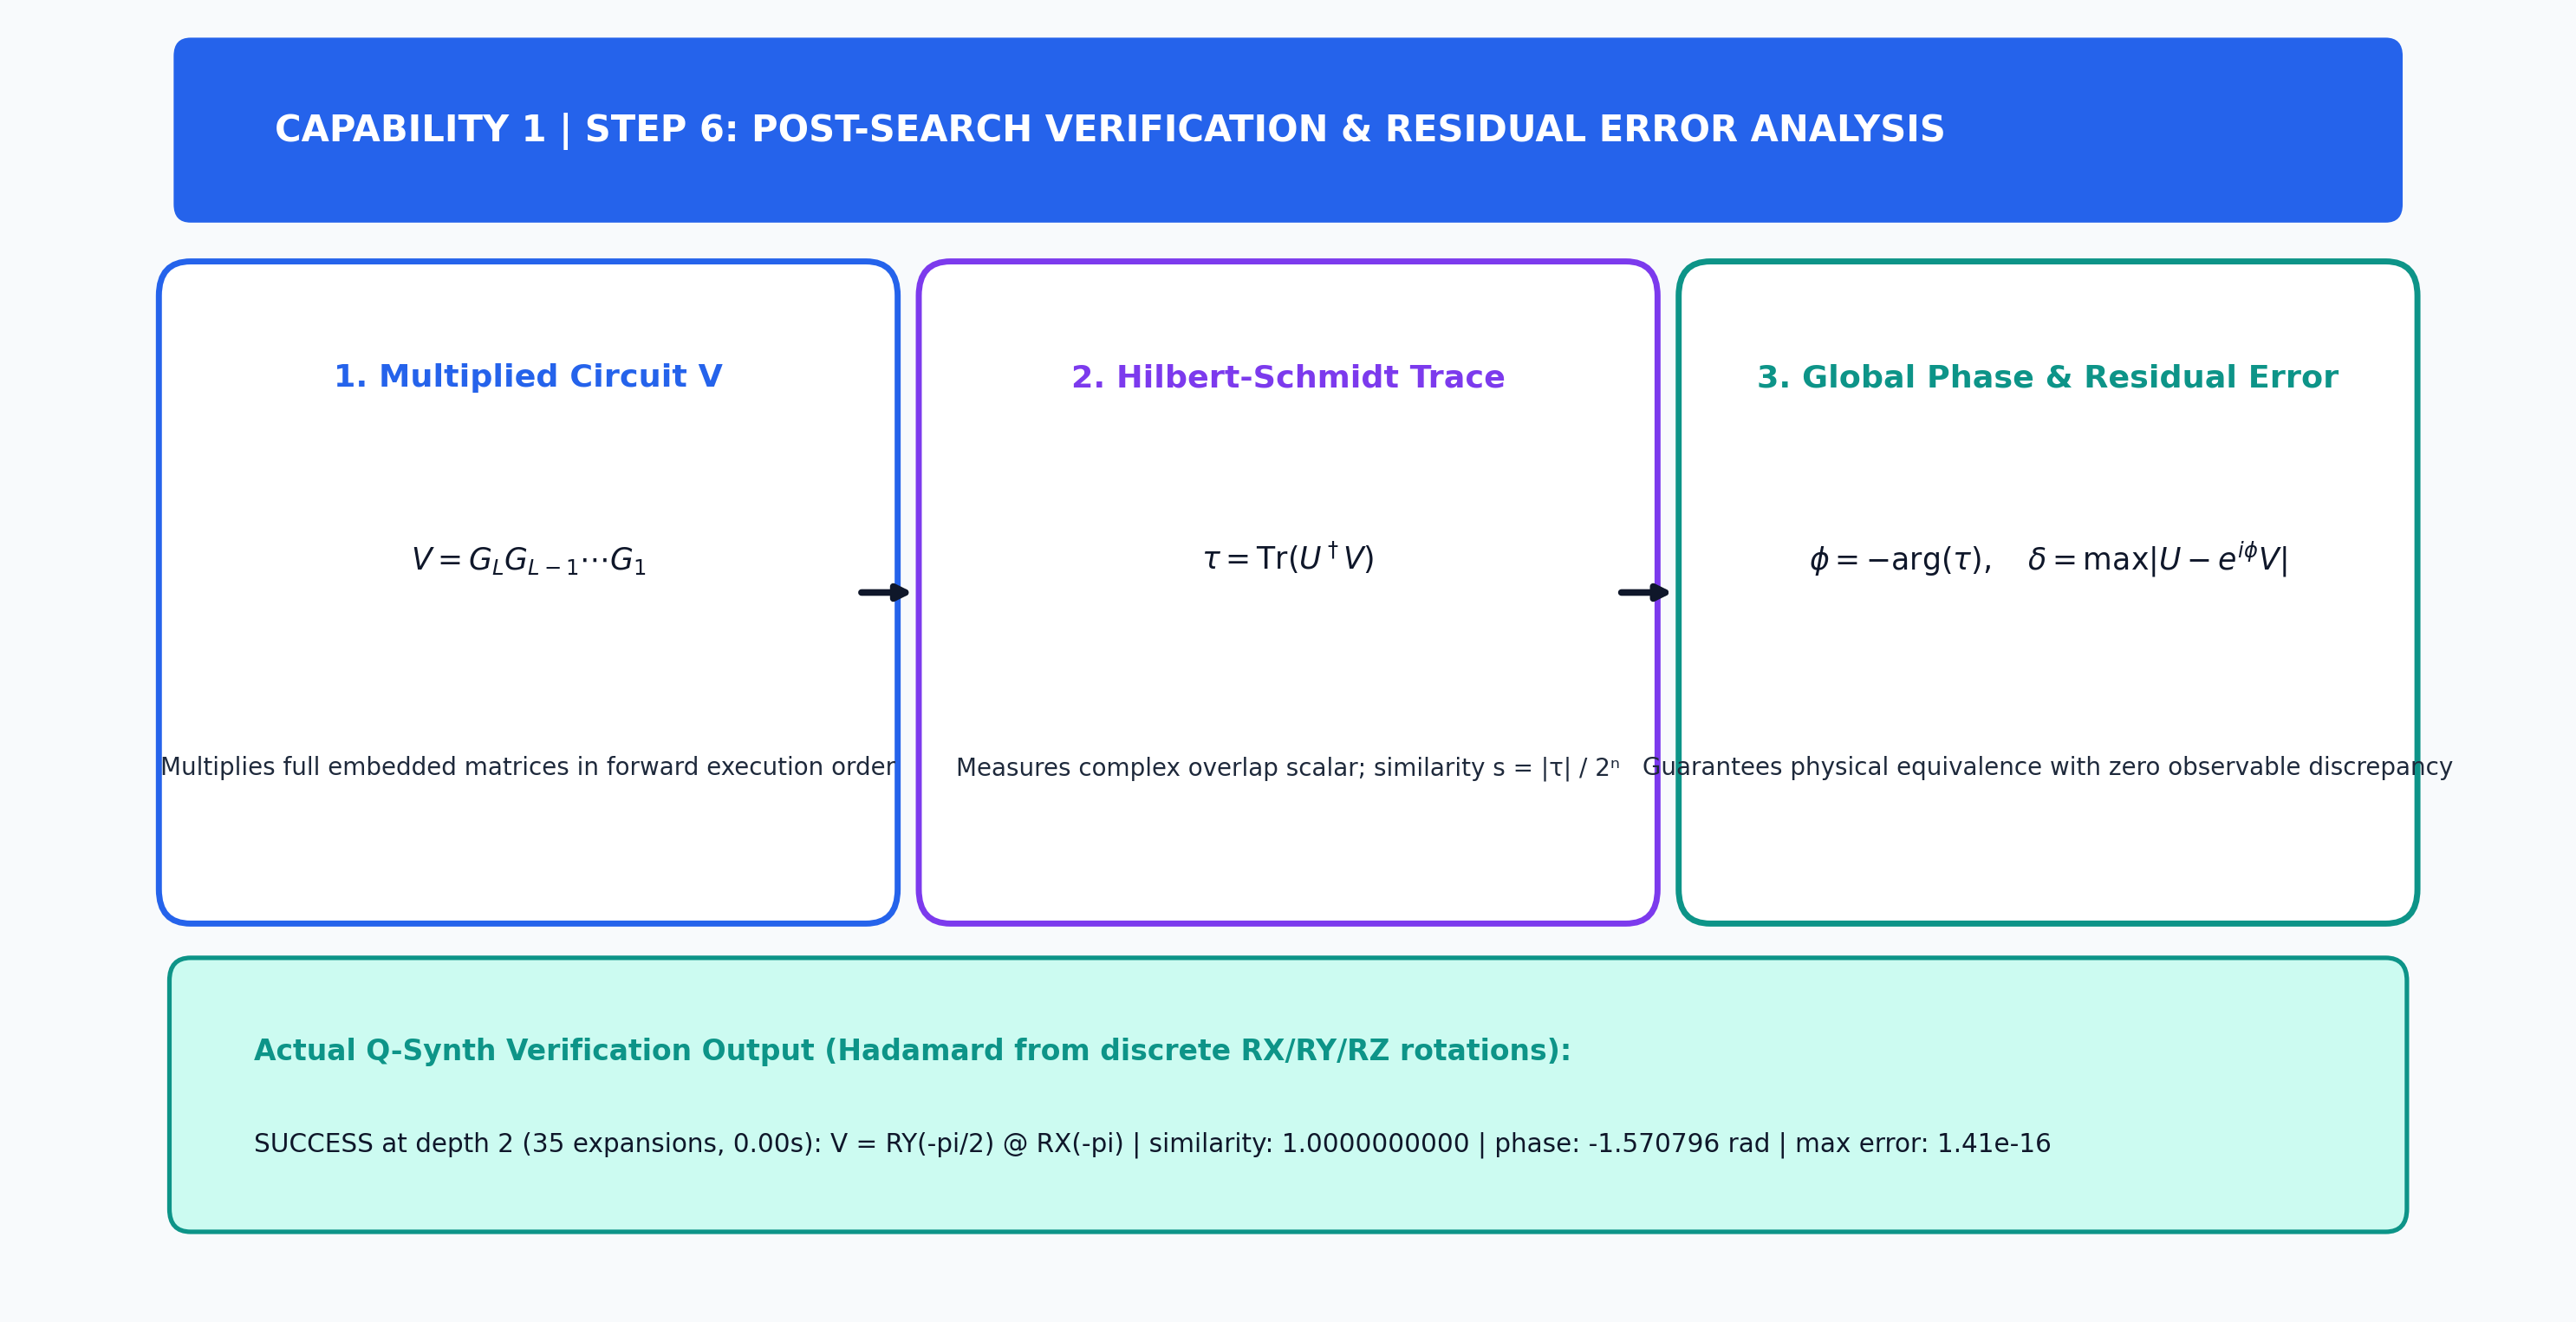 CAPABILITY 1 | STEP 6: POST-SEARCH VERIFICATION & RESIDUAL ERROR ANALYSIS
1. Multiplied Circuit V
V = G_L G_{L−1} ⋯ G_1
Multiplies full embedded matrices in forward execution order
2. Hilbert-Schmidt Trace
τ = Tr(U† V)
Measures complex overlap scalar; similarity s = |τ| / 2ⁿ
3. Global Phase & Residual Error
ϕ = −arg(τ), δ = max|U − e^{iϕ}V|
Guarantees physical equivalence with zero observable discrepancy
Actual Q-Synth Verification Output (Hadamard from discrete RX/RY/RZ rotations):
SUCCESS at depth 2 (35 expansions, 0.00s): V = RY(-pi/2) @ RX(-pi) | similarity: 1.0000000000 | phase: -1.570796 rad | max error: 1.41e-16